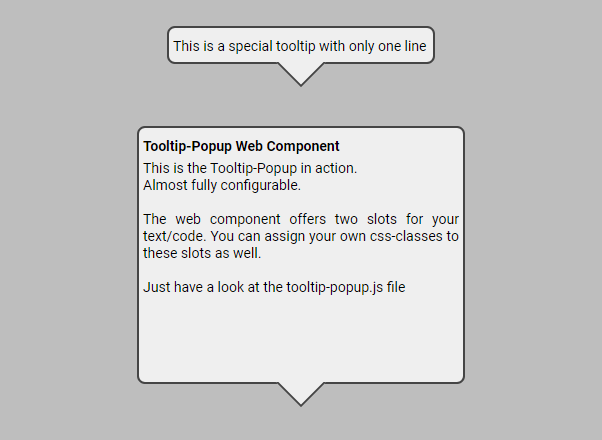 This is a special tooltip with only one line
Tooltip-Popup Web Component
This is the Tooltip-Popup in action.
Almost fully configurable.
The web component offers two slots for your
text/code. You can assign your own css-classes to
these slots as well.
Just have a look at the tooltip-popup.js file